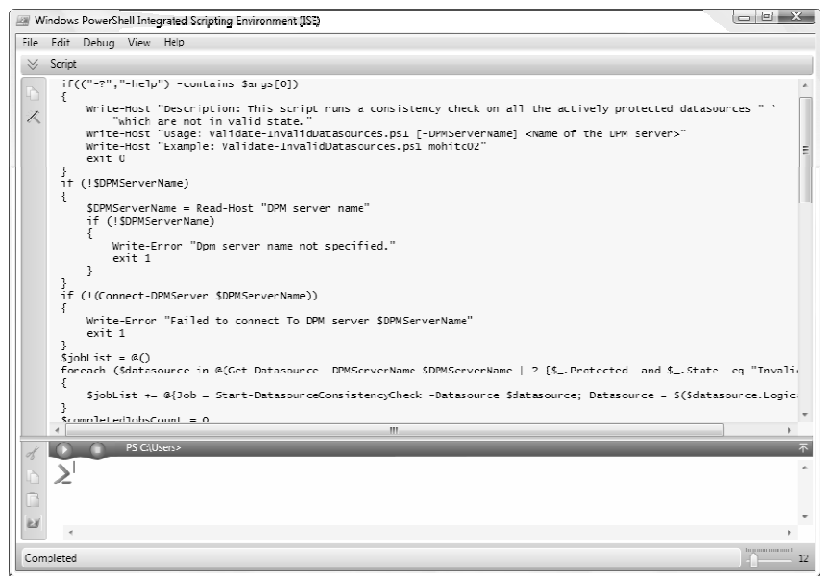 Windows PowerShell Integrated Scripting Environment (ISE)
File Edit Debug View Help
Script
if(("-?","-help") -contains $args[0])
{
Write-Host "Description: This script runs a consistency check on all the actively protected datasources " `
"which are not in valid state."
Write-Host "Usage: Validate-InvalidDatasources.ps1 [-DPMServerName] <Name of the DPM server>"
Write-Host "Example: Validate-InvalidDatasources.ps1 mohitc02"
exit 0
}
if (!$DPMServerName)
{
$DPMServerName = Read-Host "DPM server name"
if (!$DPMServerName)
{
Write-Error "Dpm server name not specified."
exit 1
}
}
if (!(Connect-DPMServer $DPMServerName))
{
Write-Error "Failed to connect To DPM server $DPMServerName"
exit 1
}
$jobList = @()
foreach ($datasource in @(Get-Datasource -DPMServerName $DPMServerName | ? {$_.Protected -and $_.State -eq "Invali
{
$jobList += @{Job = Start-DatasourceConsistencyCheck -Datasource $datasource; Datasource = $($datasource.Logica
}
$completedJobsCount = 0
PS C:\Users>
>
Completed
12